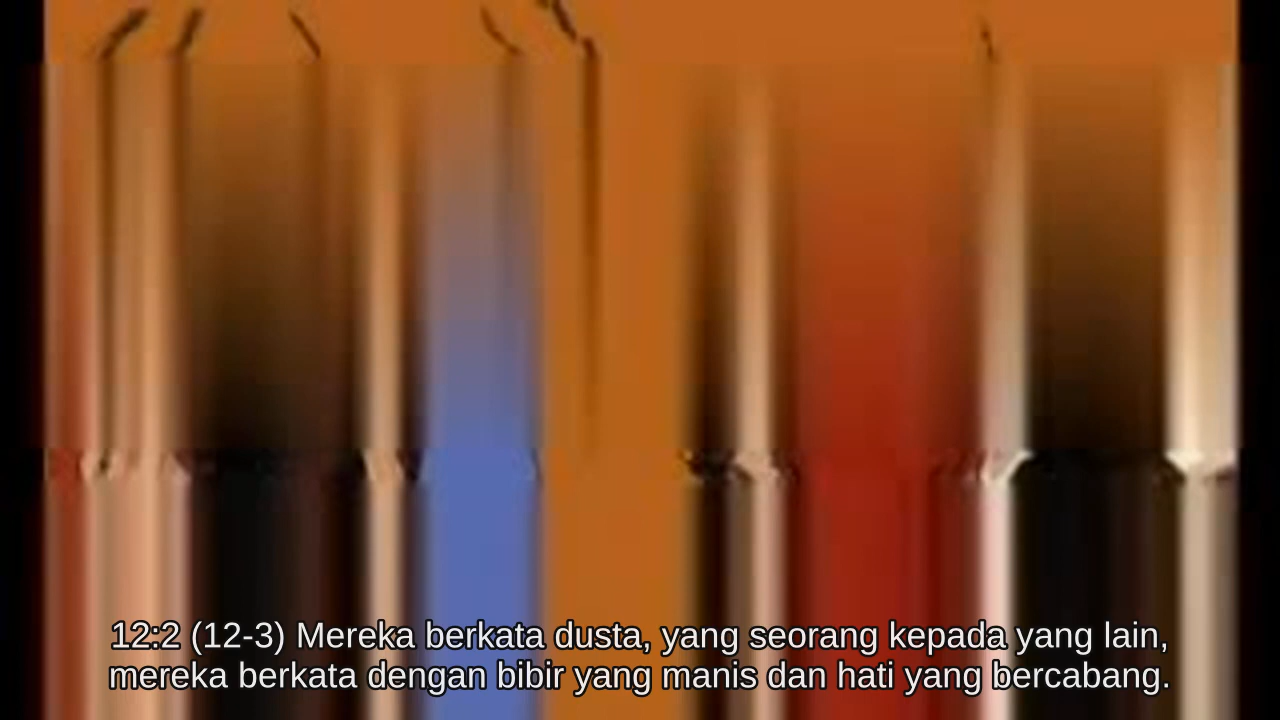 12:2 (12-3) Mereka berkata dusta, yang seorang kepada yang lain,
mereka berkata dengan bibir yang manis dan hati yang bercabang.